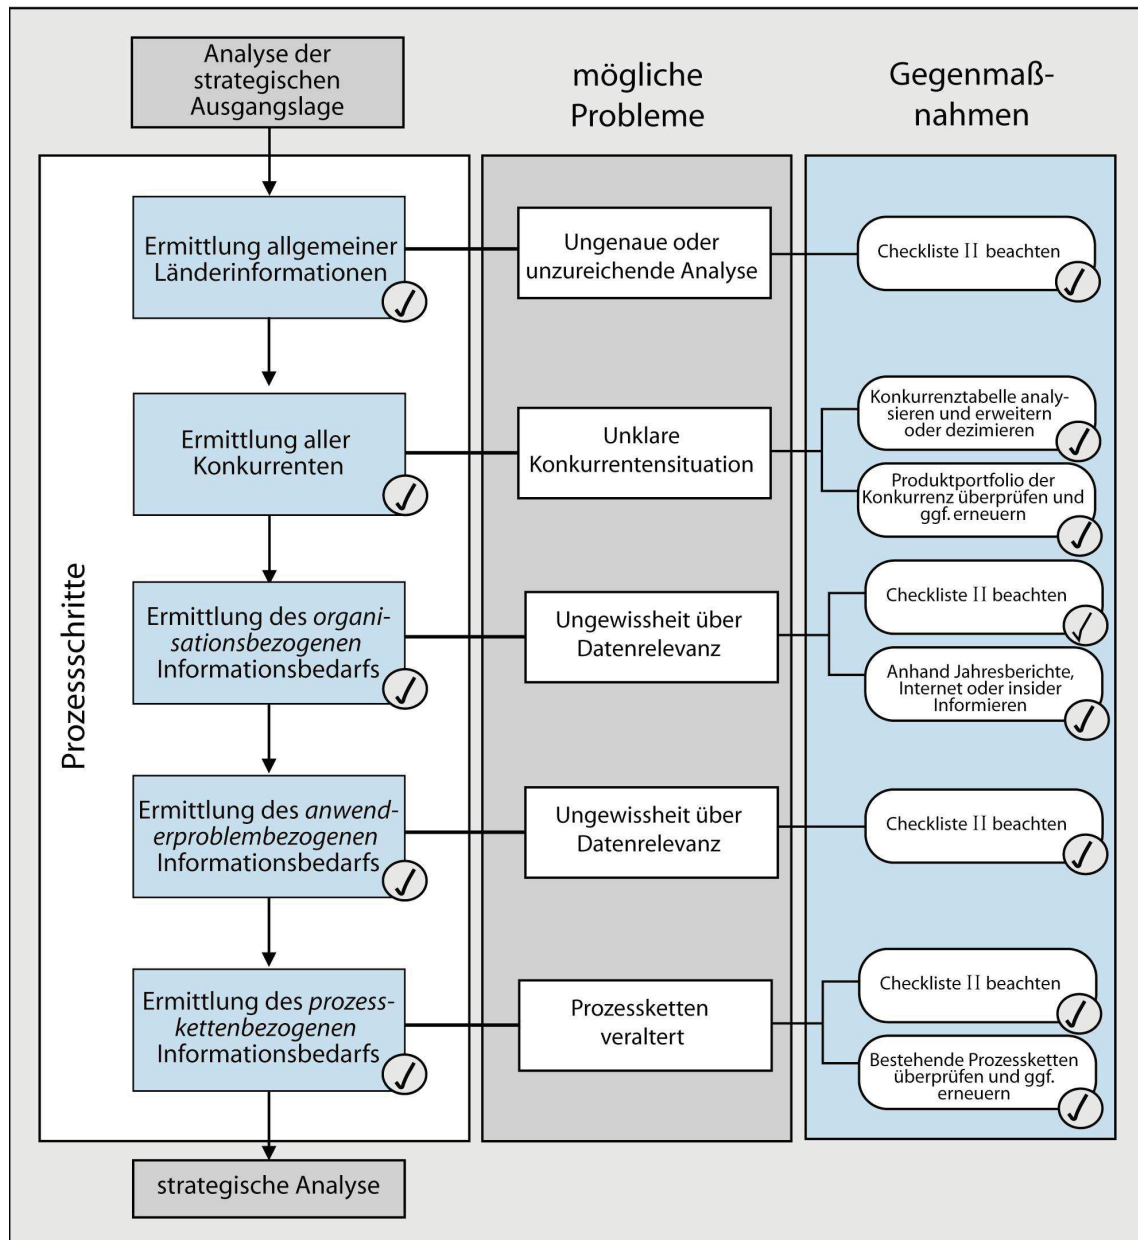 Analyse der
strategischen
Ausgangslage
mögliche
Probleme
Gegenmaß-
nahmen
Prozessschritte
Ermittlung allgemeiner
Länderinformationen
Ungenaue oder
unzureichende Analyse
Checkliste II beachten
Ermittlung aller
Konkurrenten
Unklare
Konkurrentensituation
Konkurrenztabelle analy-
sieren und erweitern
oder dezimieren
Produktportfolio der
Konkurrenz überprüfen und
ggf. erneuern
Ermittlung des organi-
sationsbezogenen
Informationsbedarfs
Ungewissheit über
Datenrelevanz
Checkliste II beachten
Anhand Jahresberichte,
Internet oder insider
Informieren
Ermittlung des anwend-
erproblembezogenen
Informationsbedarfs
Ungewissheit über
Datenrelevanz
Checkliste II beachten
Ermittlung des prozess-
kettenbezogenen
Informationsbedarfs
Prozessketten
veraltert
Checkliste II beachten
Bestehende Prozessketten
überprüfen und ggf.
erneuern
strategische Analyse